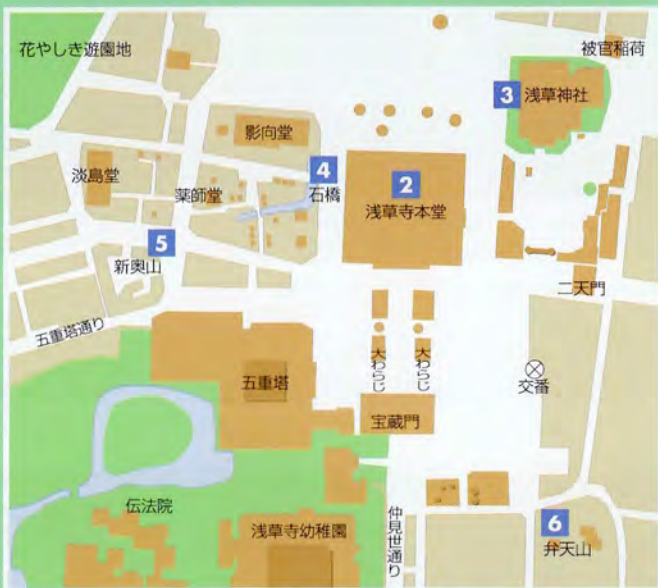 花やしき遊園地
被官稲荷
3 浅草神社
影向堂
4
石橋
2
浅草寺本堂
淡島堂
薬師堂
5
新奥山
二天門
五重塔通り
大わらじ
大わらじ
五重塔
交番
宝蔵門
伝法院
浅草寺幼稚園
仲見世通り
6
弁天山